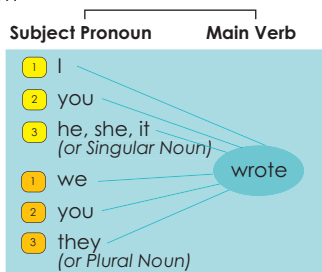 Subject Pronoun Main Verb
1 I
2 you
3 he, she, it
(or Singular Noun)
1 we
wrote
2 you
3 they
(or Plural Noun)